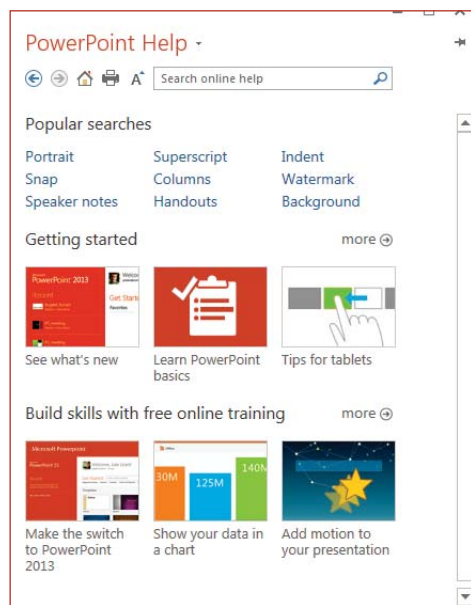 PowerPoint Help
Search online help
Popular searches
Portrait Superscript Indent
Snap Columns Watermark
Speaker notes Handouts Background
Getting started more
PowerPoint 2013
See what's new
Learn PowerPoint
basics
Tips for tablets
Build skills with free online training more
Microsoft Powerpoint
30M
125M
140M
Make the switch
to PowerPoint
2013
Show your data in
a chart
Add motion to
your presentation